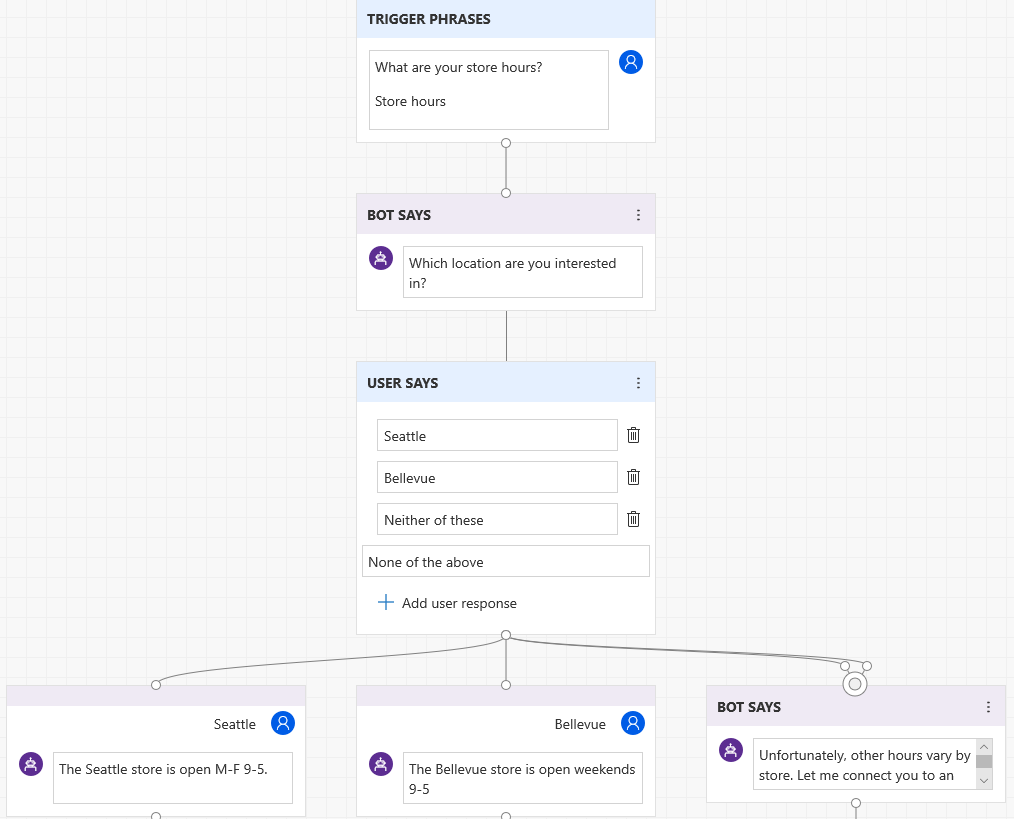 TRIGGER PHRASES
What are your store hours?
Store hours
BOT SAYS
Which location are you interested
in?
USER SAYS
Seattle
Bellevue
Neither of these
None of the above
Add user response
Seattle
The Seattle store is open M-F 9-5.
Bellevue
The Bellevue store is open weekends
9-5
BOT SAYS
Unfortunately, other hours vary by
store. Let me connect you to an